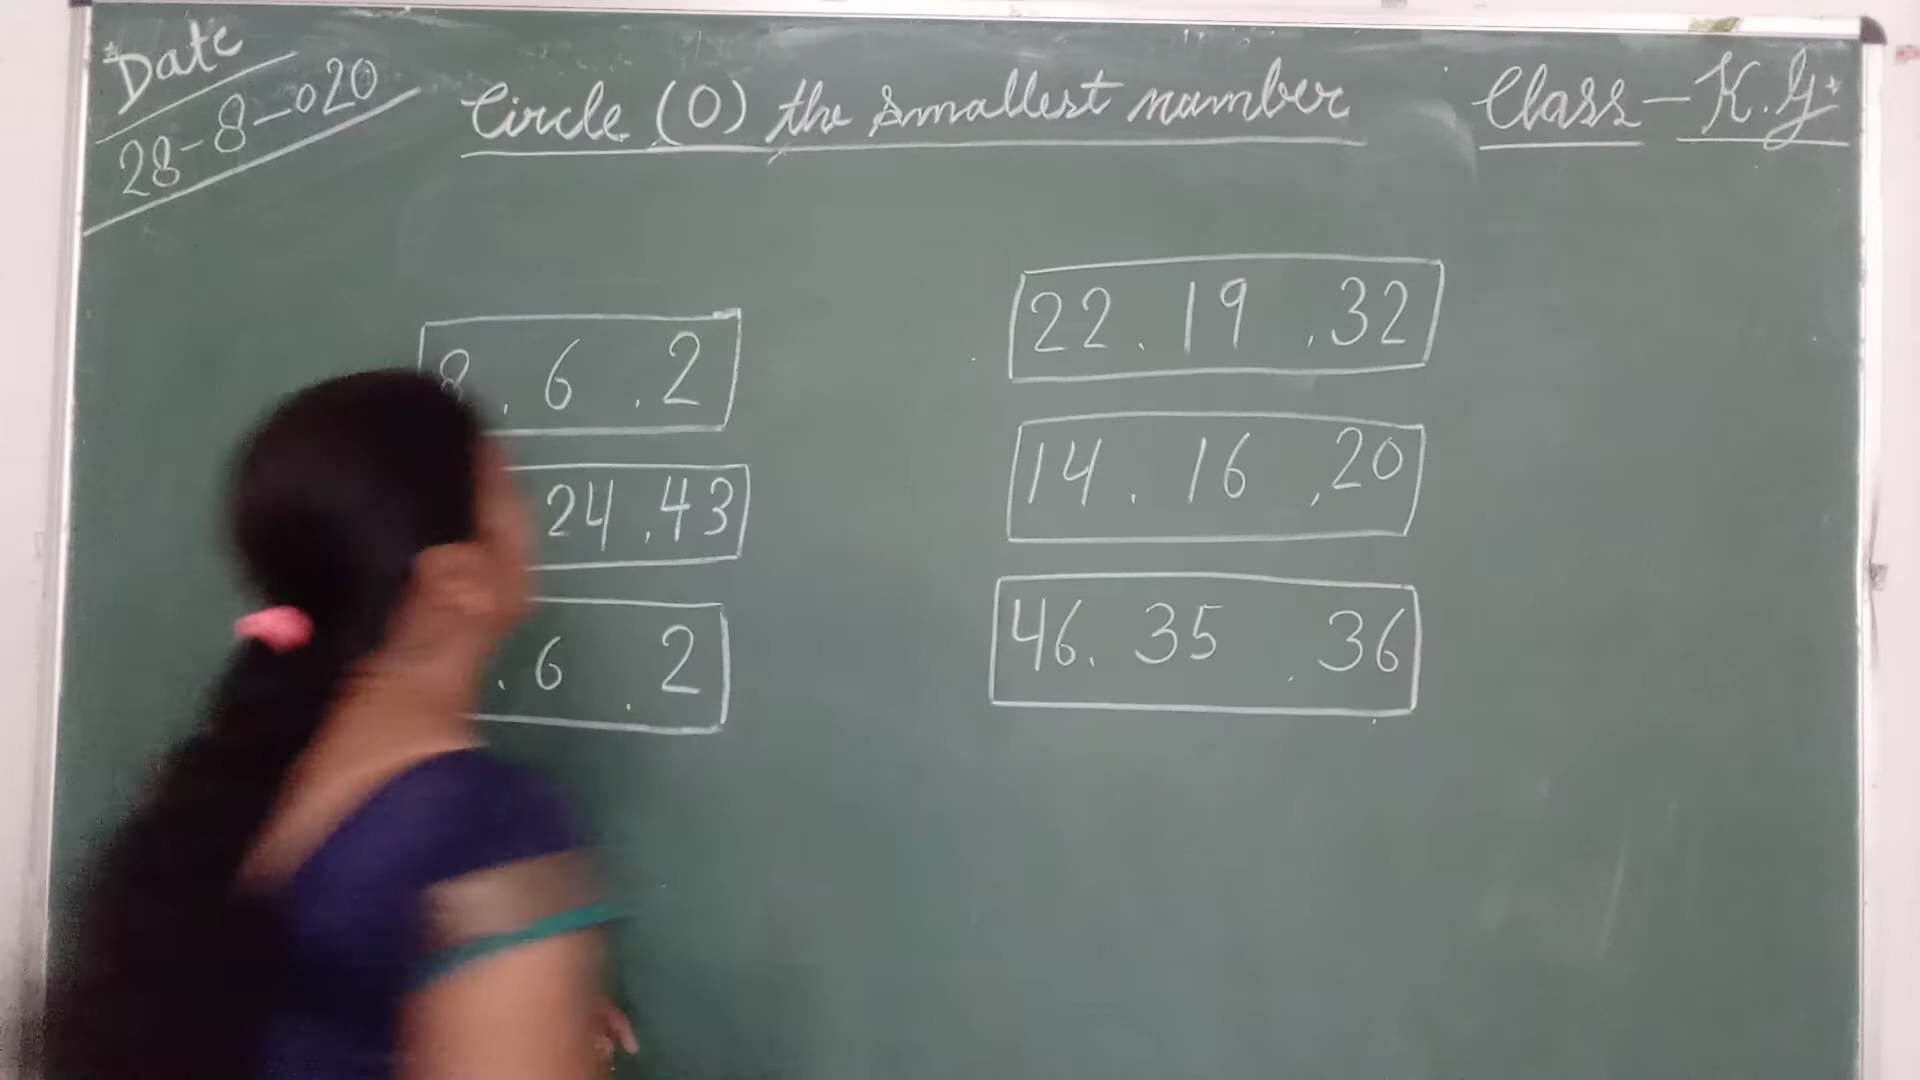 Date
28-8-020
Circle (O) the smallest number
Class - K.G.
8 , 6 , 2
24 , 43
, 6 , 2
22 , 19 , 32
14 , 16 , 20
46 , 35 , 36